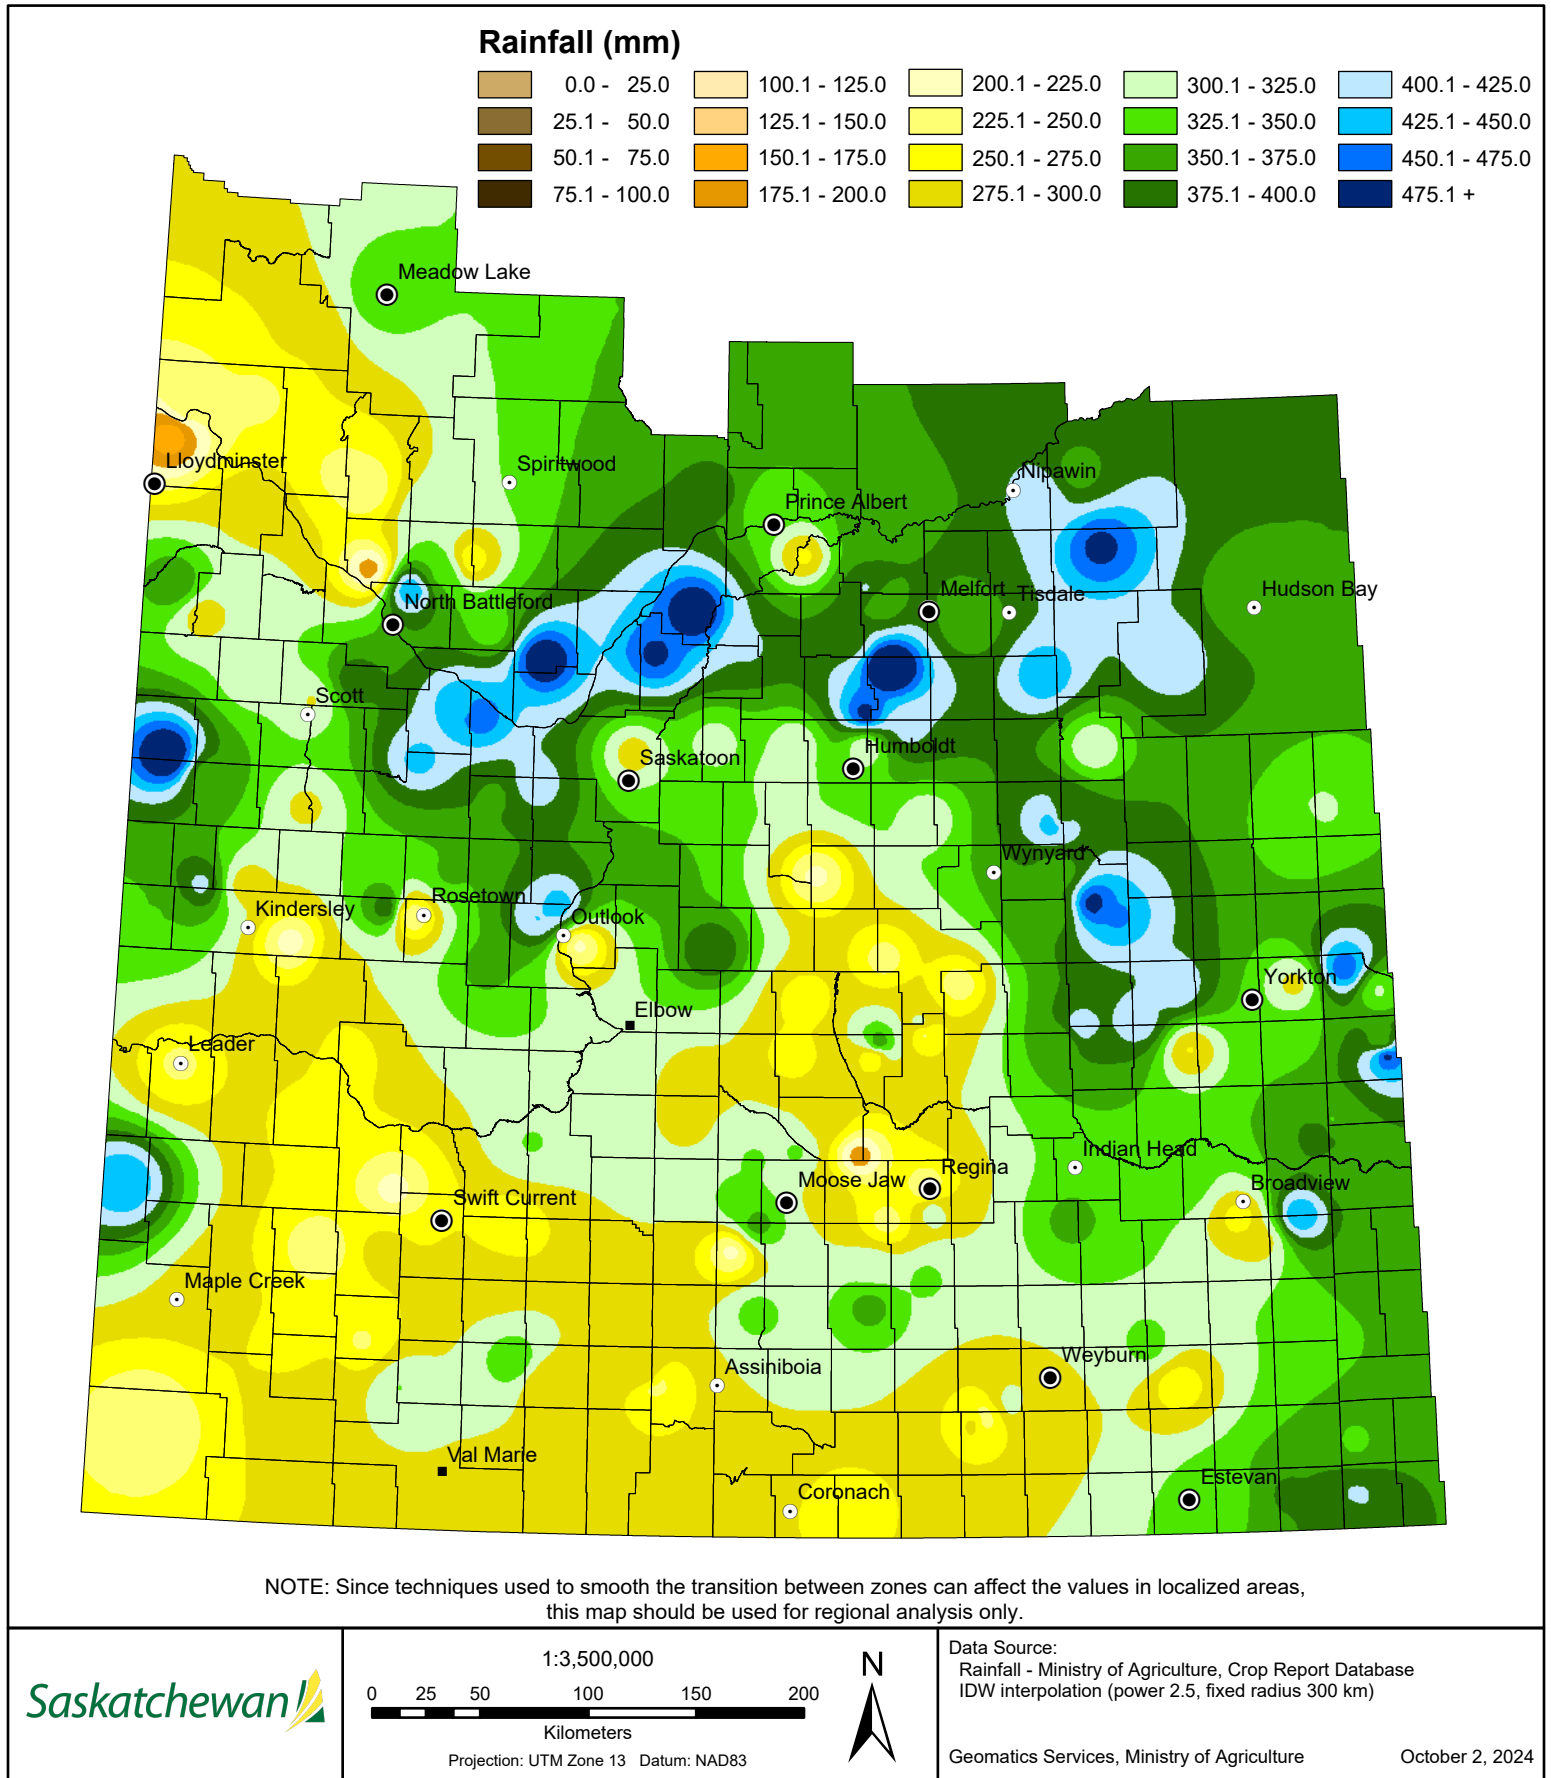 Rainfall (mm)
0.0 - 25.0
25.1 - 50.0
50.1 - 75.0
75.1 - 100.0
100.1 - 125.0
125.1 - 150.0
150.1 - 175.0
175.1 - 200.0
200.1 - 225.0
225.1 - 250.0
250.1 - 275.0
275.1 - 300.0
300.1 - 325.0
325.1 - 350.0
350.1 - 375.0
375.1 - 400.0
400.1 - 425.0
425.1 - 450.0
450.1 - 475.0
475.1 +
Meadow Lake
Lloydminster
Spiritwood
Nipawin
Prince Albert
Hudson Bay
Melfort
Tisdale
North Battleford
Scott
Humboldt
Saskatoon
Wynyard
Rosetown
Kindersley
Outlook
Yorkton
Elbow
Leader
Indian Head
Regina
Moose Jaw
Broadview
Swift Current
Maple Creek
Weyburn
Assiniboia
Val Marie
Estevan
Coronach
NOTE: Since techniques used to smooth the transition between zones can affect the values in localized areas,
this map should be used for regional analysis only.
Saskatchewan
1:3,500,000
0 25 50 100 150 200
Kilometers
Projection: UTM Zone 13 Datum: NAD83
N
Data Source:
Rainfall - Ministry of Agriculture, Crop Report Database
IDW interpolation (power 2.5, fixed radius 300 km)
Geomatics Services, Ministry of Agriculture
October 2, 2024